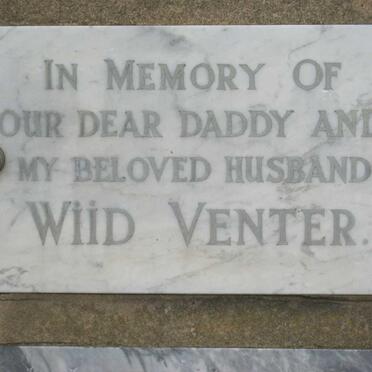 IN MEMORY OF
OUR DEAR DADDY AND
MY BELOVED HUSBAND
WIID VENTER.